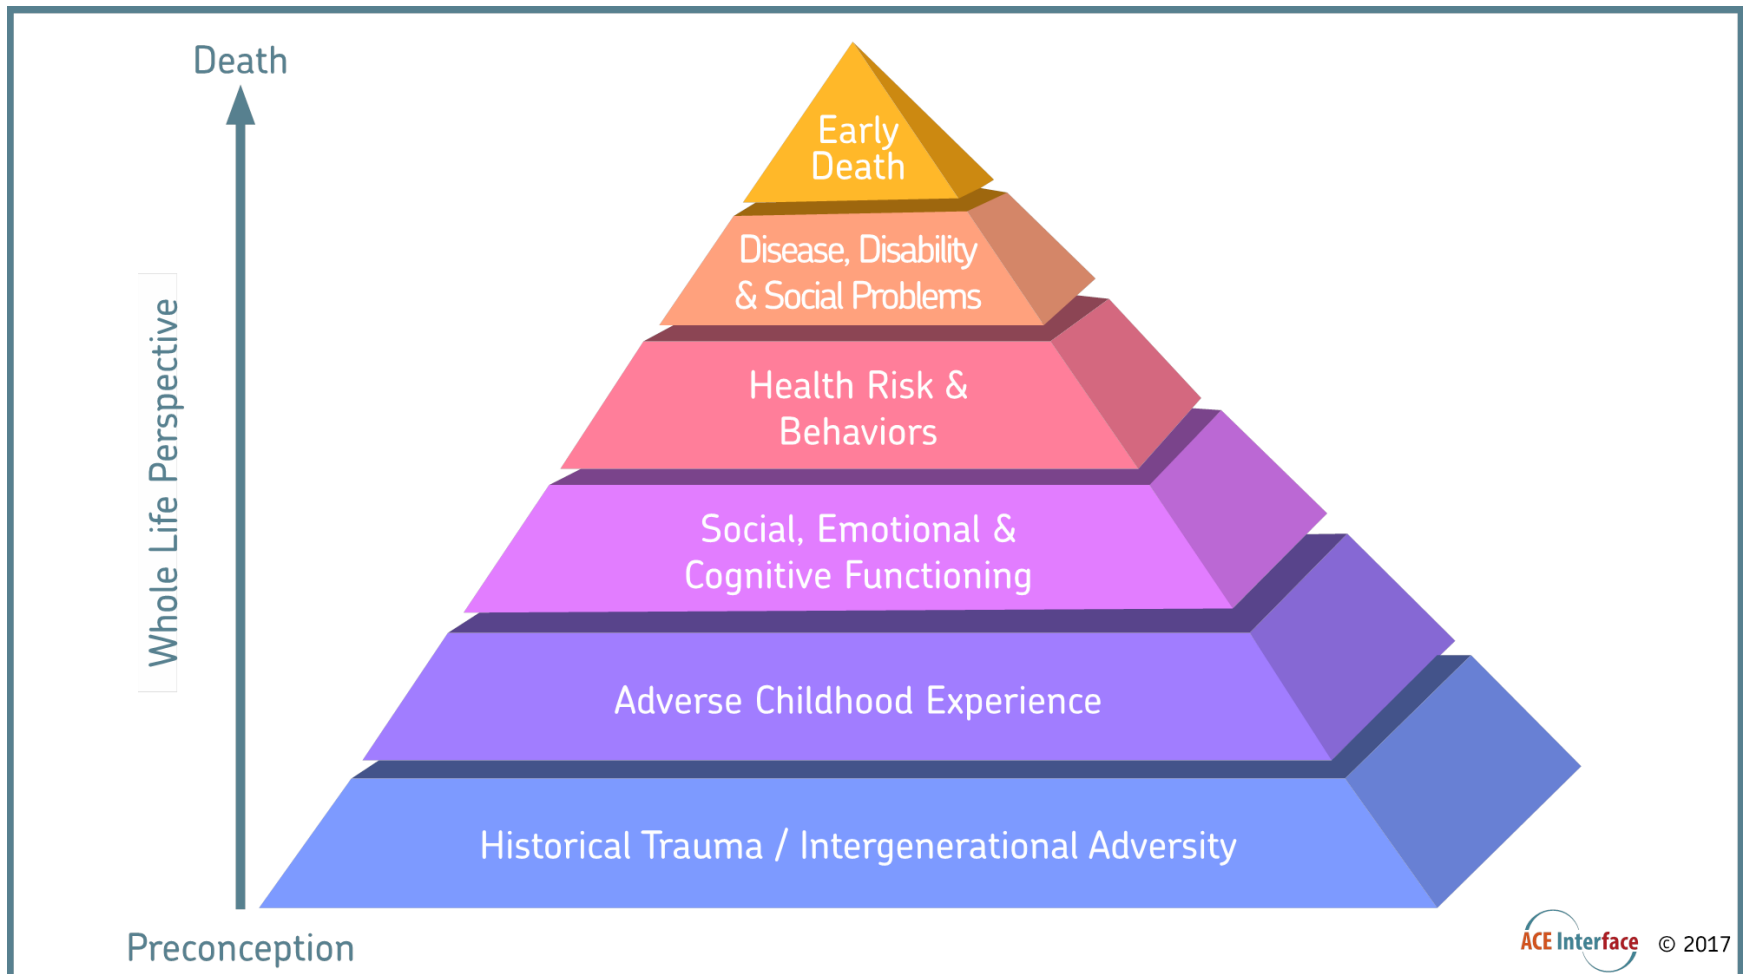 Death
Early
Death
Disease, Disability
& Social Problems
Health Risk &
Behaviors
Whole Life Perspective
Social, Emotional &
Cognitive Functioning
Adverse Childhood Experience
Historical Trauma / Intergenerational Adversity
Preconception
ACE Interface © 2017